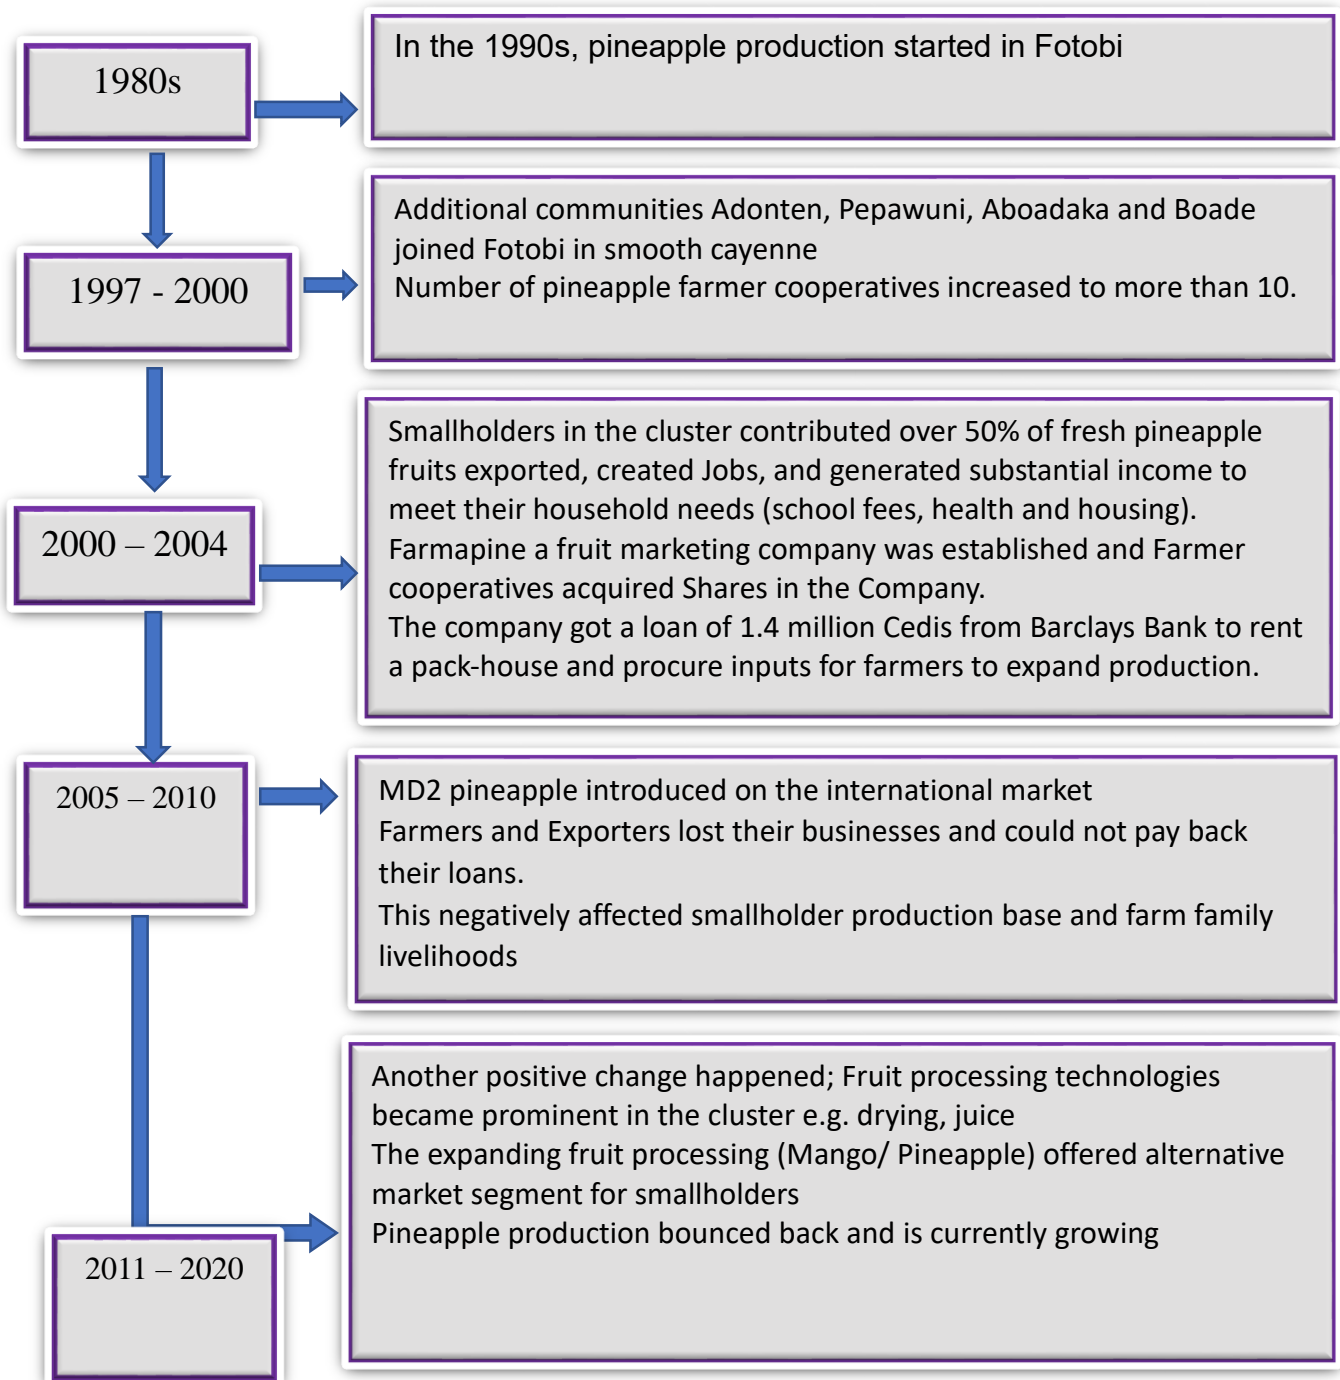 1980s
In the 1990s, pineapple production started in Fotobi
1997 - 2000
Additional communities Adonten, Pepawuni, Aboadaka and Boade
joined Fotobi in smooth cayenne
Number of pineapple farmer cooperatives increased to more than 10.
2000 – 2004
Smallholders in the cluster contributed over 50% of fresh pineapple
fruits exported, created Jobs, and generated substantial income to
meet their household needs (school fees, health and housing).
Farmapine a fruit marketing company was established and Farmer
cooperatives acquired Shares in the Company.
The company got a loan of 1.4 million Cedis from Barclays Bank to rent
a pack-house and procure inputs for farmers to expand production.
2005 – 2010
MD2 pineapple introduced on the international market
Farmers and Exporters lost their businesses and could not pay back
their loans.
This negatively affected smallholder production base and farm family
livelihoods
2011 – 2020
Another positive change happened; Fruit processing technologies
became prominent in the cluster e.g. drying, juice
The expanding fruit processing (Mango/ Pineapple) offered alternative
market segment for smallholders
Pineapple production bounced back and is currently growing